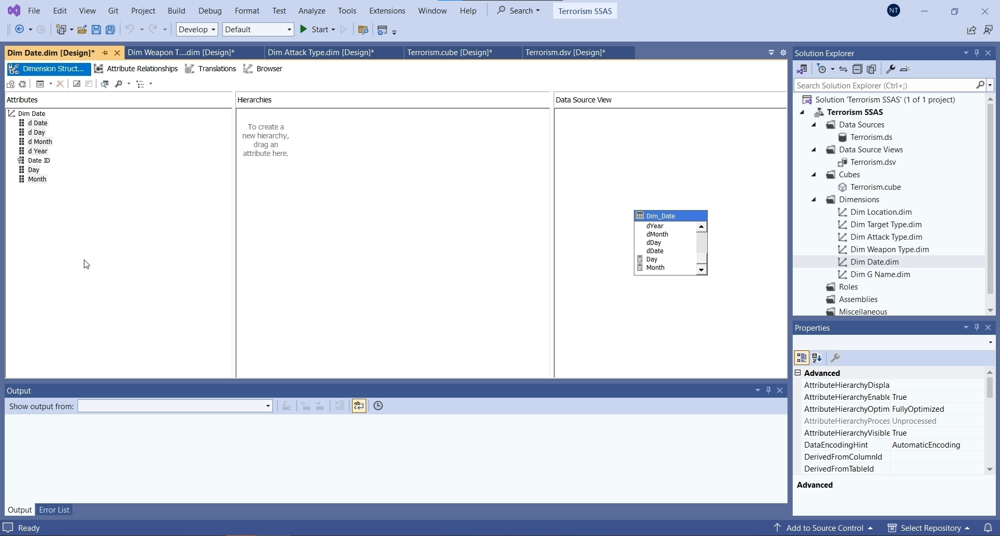 File Edit View Git Project Build Debug Format Test Analyze Tools Extensions Window Help Search Terrorism SSAS NT
Develop Default Start
Dim Date.dim [Design]* Dim Weapon T....dim [Design]* Dim Attack Type.dim [Design]* Terrorism.cube [Design]* Terrorism.dsv [Design]*
Dimension Struct... Attribute Relationships Translations Browser
Attributes
Dim Date
d Date
d Day
d Month
d Year
Date ID
Day
Month
Hierarchies
To create a
new hierarchy,
drag an
attribute here.
Data Source View
Dim_Date
dYear
dMonth
dDay
dDate
Day
Month
Output
Show output from:
Output Error List
Solution Explorer
Search Solution Explorer (Ctrl+;)
Solution 'Terrorism SSAS' (1 of 1 project)
Terrorism SSAS
Data Sources
Terrorism.ds
Data Source Views
Terrorism.dsv
Cubes
Terrorism.cube
Dimensions
Dim Location.dim
Dim Target Type.dim
Dim Attack Type.dim
Dim Weapon Type.dim
Dim Date.dim
Dim G Name.dim
Roles
Assemblies
Miscellaneous
Properties
Advanced
AttributeHierarchyDispla
AttributeHierarchyEnable True
AttributeHierarchyOptim FullyOptimized
AttributeHierarchyProces Unprocessed
AttributeHierarchyVisible True
DataEncodingHint AutomaticEncoding
DerivedFromColumnId
DerivedFromTableId
Advanced
Ready Add to Source Control Select Repository